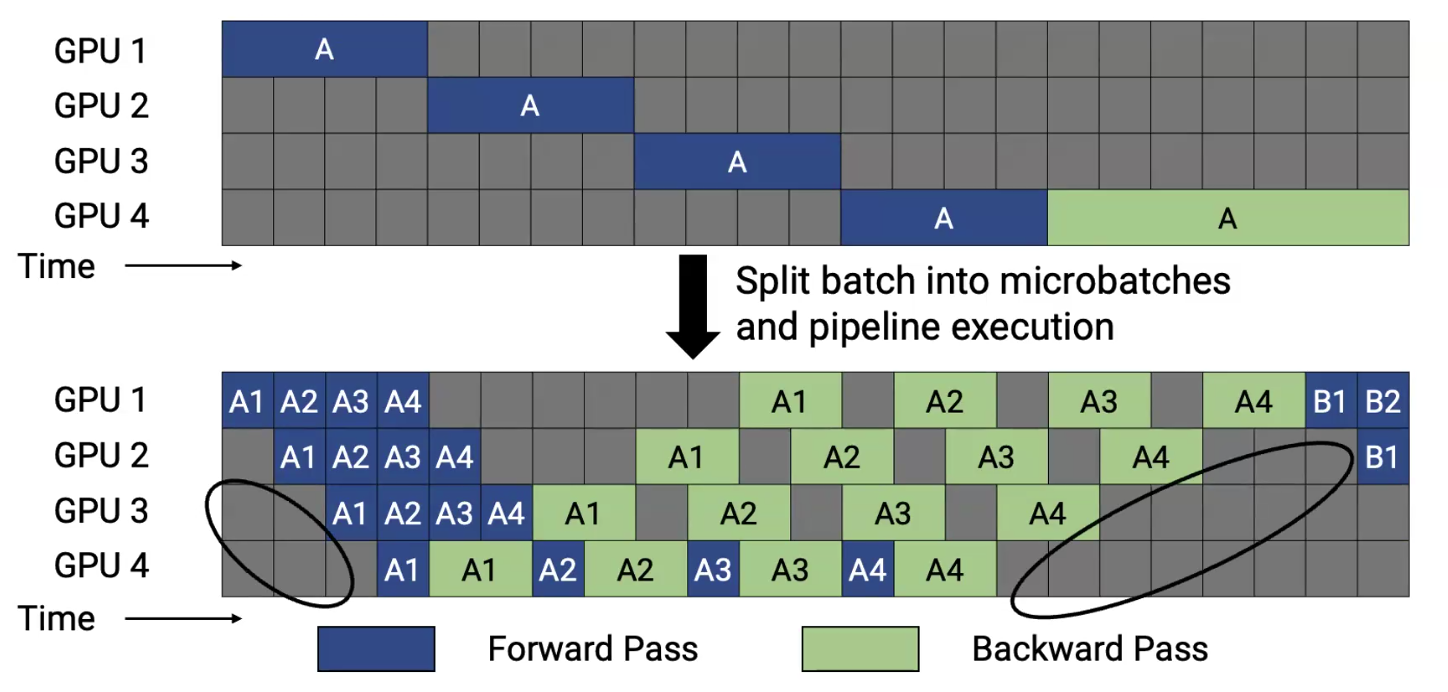 GPU 1 A
GPU 2 A
GPU 3 A
GPU 4 A A
Time
Split batch into microbatches
and pipeline execution
GPU 1 A1 A2 A3 A4 A1 A2 A3 A4 B1 B2
GPU 2 A1 A2 A3 A4 A1 A2 A3 A4 B1
GPU 3 A1 A2 A3 A4 A1 A2 A3 A4
GPU 4 A1 A1 A2 A2 A3 A3 A4 A4
Time
Forward Pass Backward Pass